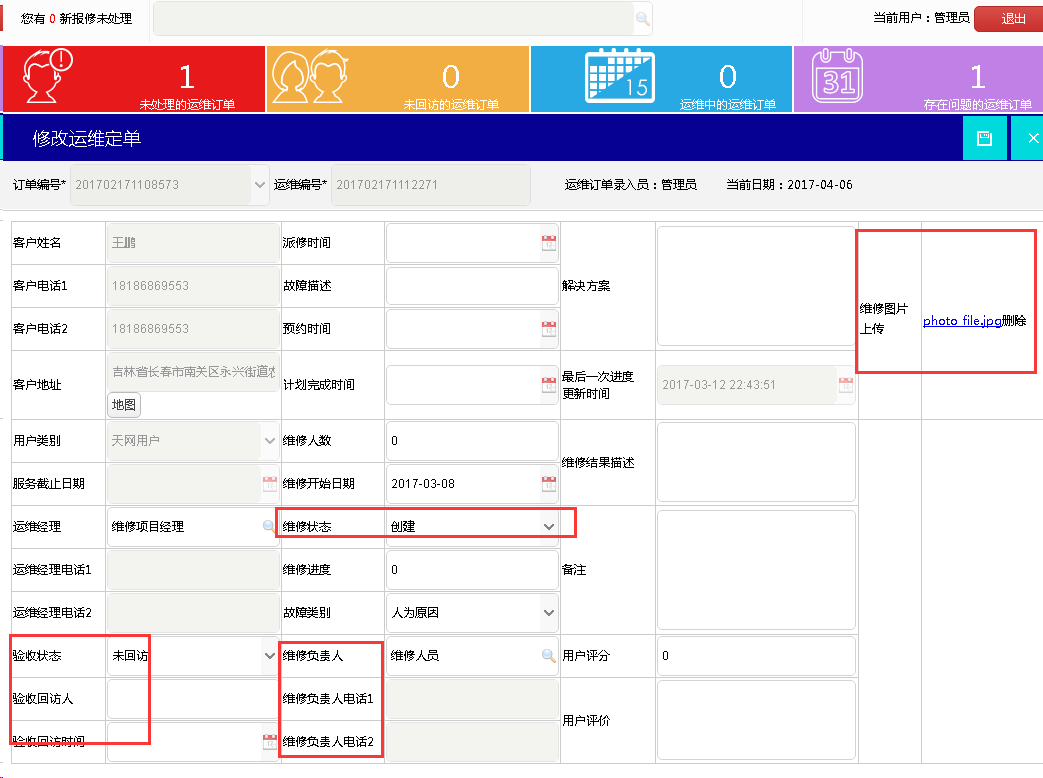 您有 0 新报修未处理
当前用户：管理员 退出
1 0 0 1
未处理的运维订单 未回访的运维订单 15 运维中的运维订单 31 存在问题的运维订单
修改运维定单
订单编号* 201702171108573 运维编号* 201702171112271 运维订单录入员：管理员 当前日期：2017-04-06
客户姓名 王鹏 派修时间
客户电话1 18186869553 故障描述 解决方案
维修图片上传 photo file.jpg删除
客户电话2 18186869553 预约时间
客户地址 吉林省长春市南关区永兴街道农 计划完成时间 最后一次进度更新时间 2017-03-12 22:43:51
地图
用户类别 天网用户 维修人数 0
维修结果描述
服务截止日期 维修开始日期 2017-03-08
运维经理 维修项目经理 维修状态 创建
运维经理电话1 维修进度 0 备注
运维经理电话2 故障类别 人为原因
验收状态 未回访 维修负责人 维修人员 用户评分 0
验收回访人 维修负责人电话1
用户评价
验收回访时间 维修负责人电话2